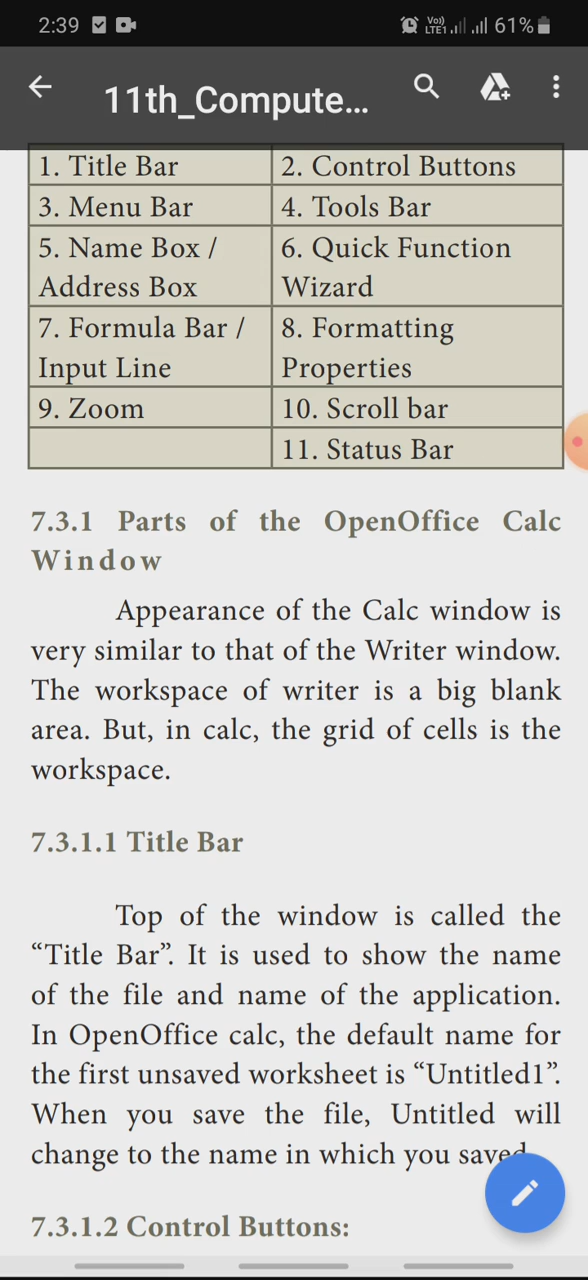 2:39
Vo))
LTE1
61%
11th_Compute...
1. Title Bar
2. Control Buttons
3. Menu Bar
4. Tools Bar
5. Name Box /
Address Box
6. Quick Function
Wizard
7. Formula Bar /
Input Line
8. Formatting
Properties
9. Zoom
10. Scroll bar
11. Status Bar
7.3.1 Parts of the OpenOffice Calc
Window
Appearance of the Calc window is
very similar to that of the Writer window.
The workspace of writer is a big blank
area. But, in calc, the grid of cells is the
workspace.
7.3.1.1 Title Bar
Top of the window is called the
“Title Bar”. It is used to show the name
of the file and name of the application.
In OpenOffice calc, the default name for
the first unsaved worksheet is “Untitled1”.
When you save the file, Untitled will
change to the name in which you saved
7.3.1.2 Control Buttons: